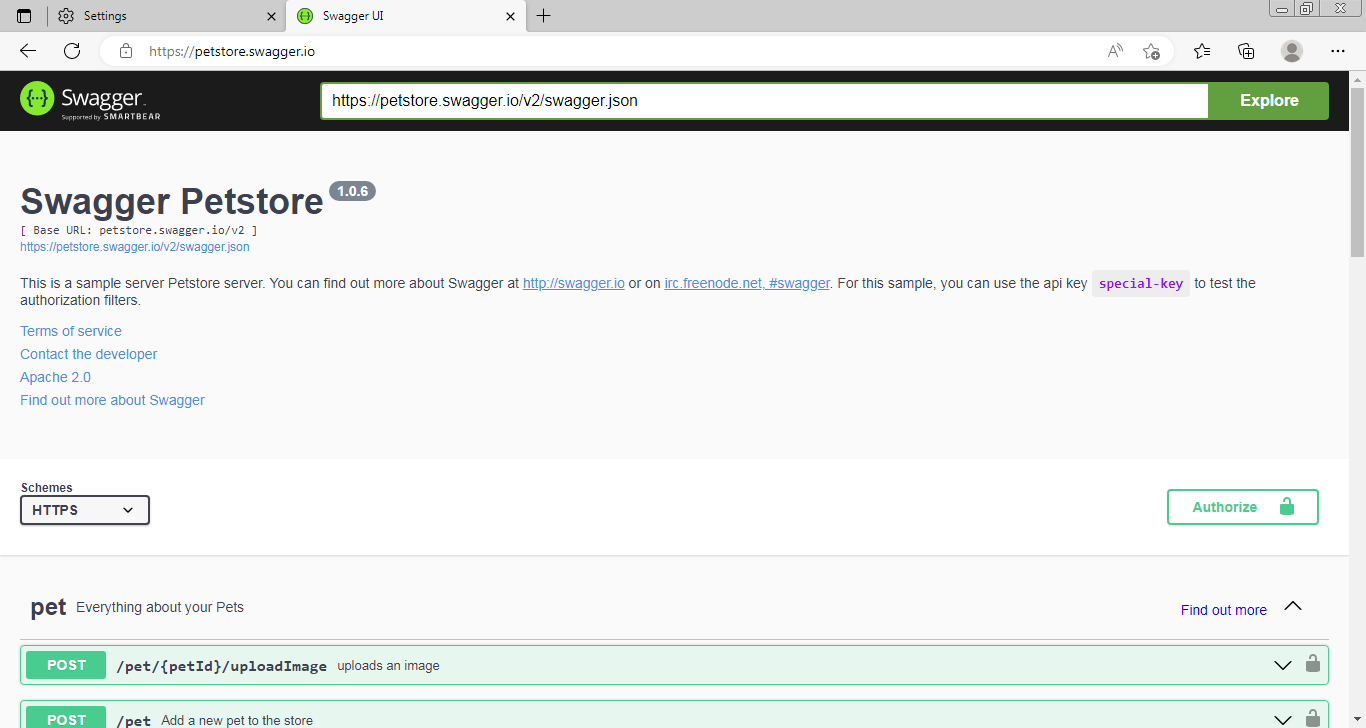 Settings
Swagger UI
https://petstore.swagger.io
Swagger
Supported by SMARTBEAR
https://petstore.swagger.io/v2/swagger.json
Explore
Swagger Petstore 1.0.6
[ Base URL: petstore.swagger.io/v2 ]
https://petstore.swagger.io/v2/swagger.json
This is a sample server Petstore server. You can find out more about Swagger at http://swagger.io or on irc.freenode.net, #swagger. For this sample, you can use the api key special-key to test the
authorization filters.
Terms of service
Contact the developer
Apache 2.0
Find out more about Swagger
Schemes
HTTPS
Authorize
pet Everything about your Pets
Find out more
POST /pet/{petId}/uploadImage uploads an image
POST /pet Add a new pet to the store